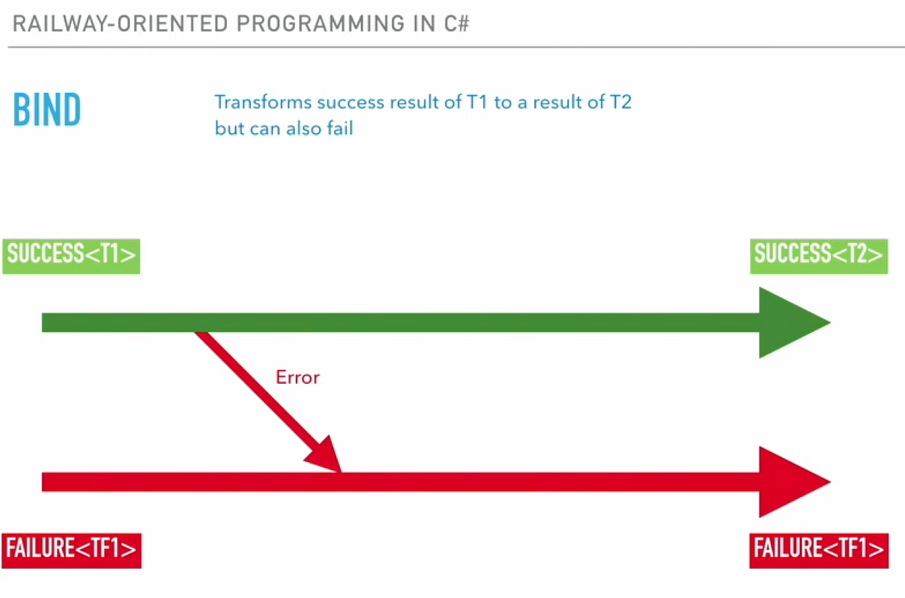 RAILWAY-ORIENTED PROGRAMMING IN C#
BIND
Transforms success result of T1 to a result of T2
but can also fail
SUCCESS<T1>
SUCCESS<T2>
Error
FAILURE<TF1>
FAILURE<TF1>